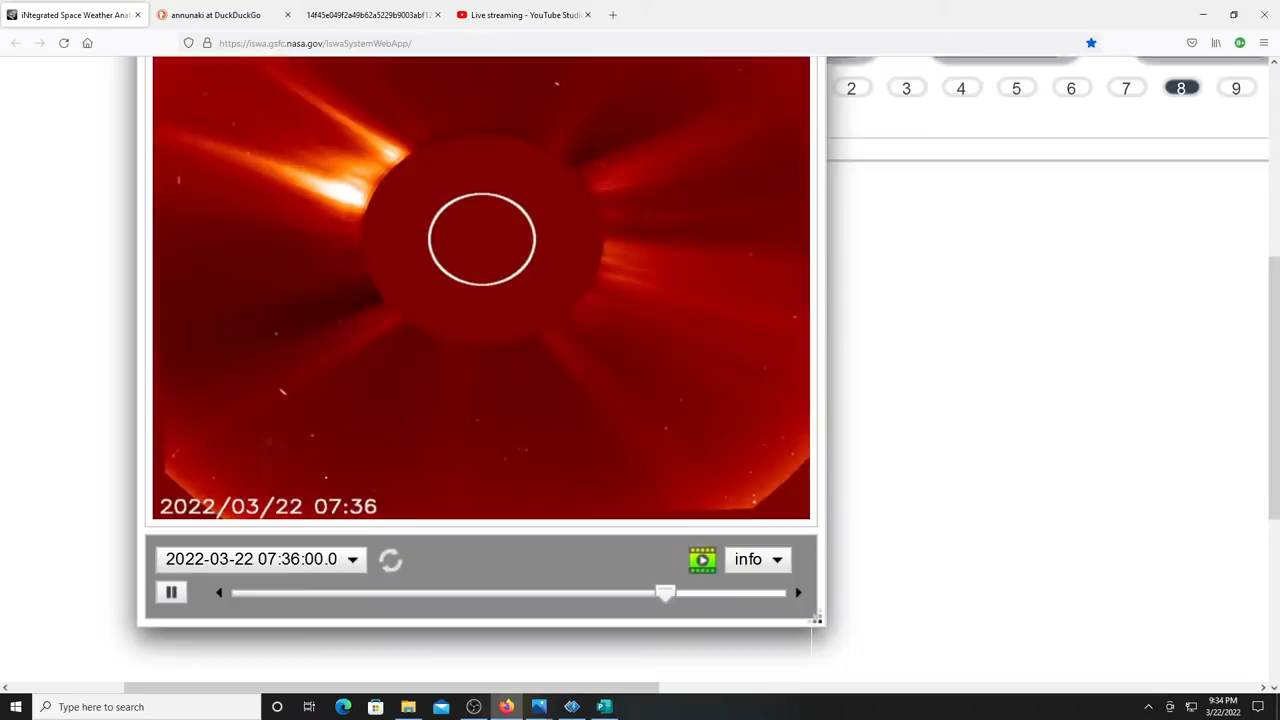 iNtegrated Space Weather Anal
annunaki at DuckDuckGo
14f45e049f2a49b62a5229b9003abf13
Live streaming - YouTube Studi
https://iswa.gsfc.nasa.gov/IswaSystemWebApp/
2 3 4 5 6 7 8 9
2022/03/22 07:36
2022-03-22 07:36:00.0
info
Type here to search
9:34 PM
3/22/2022